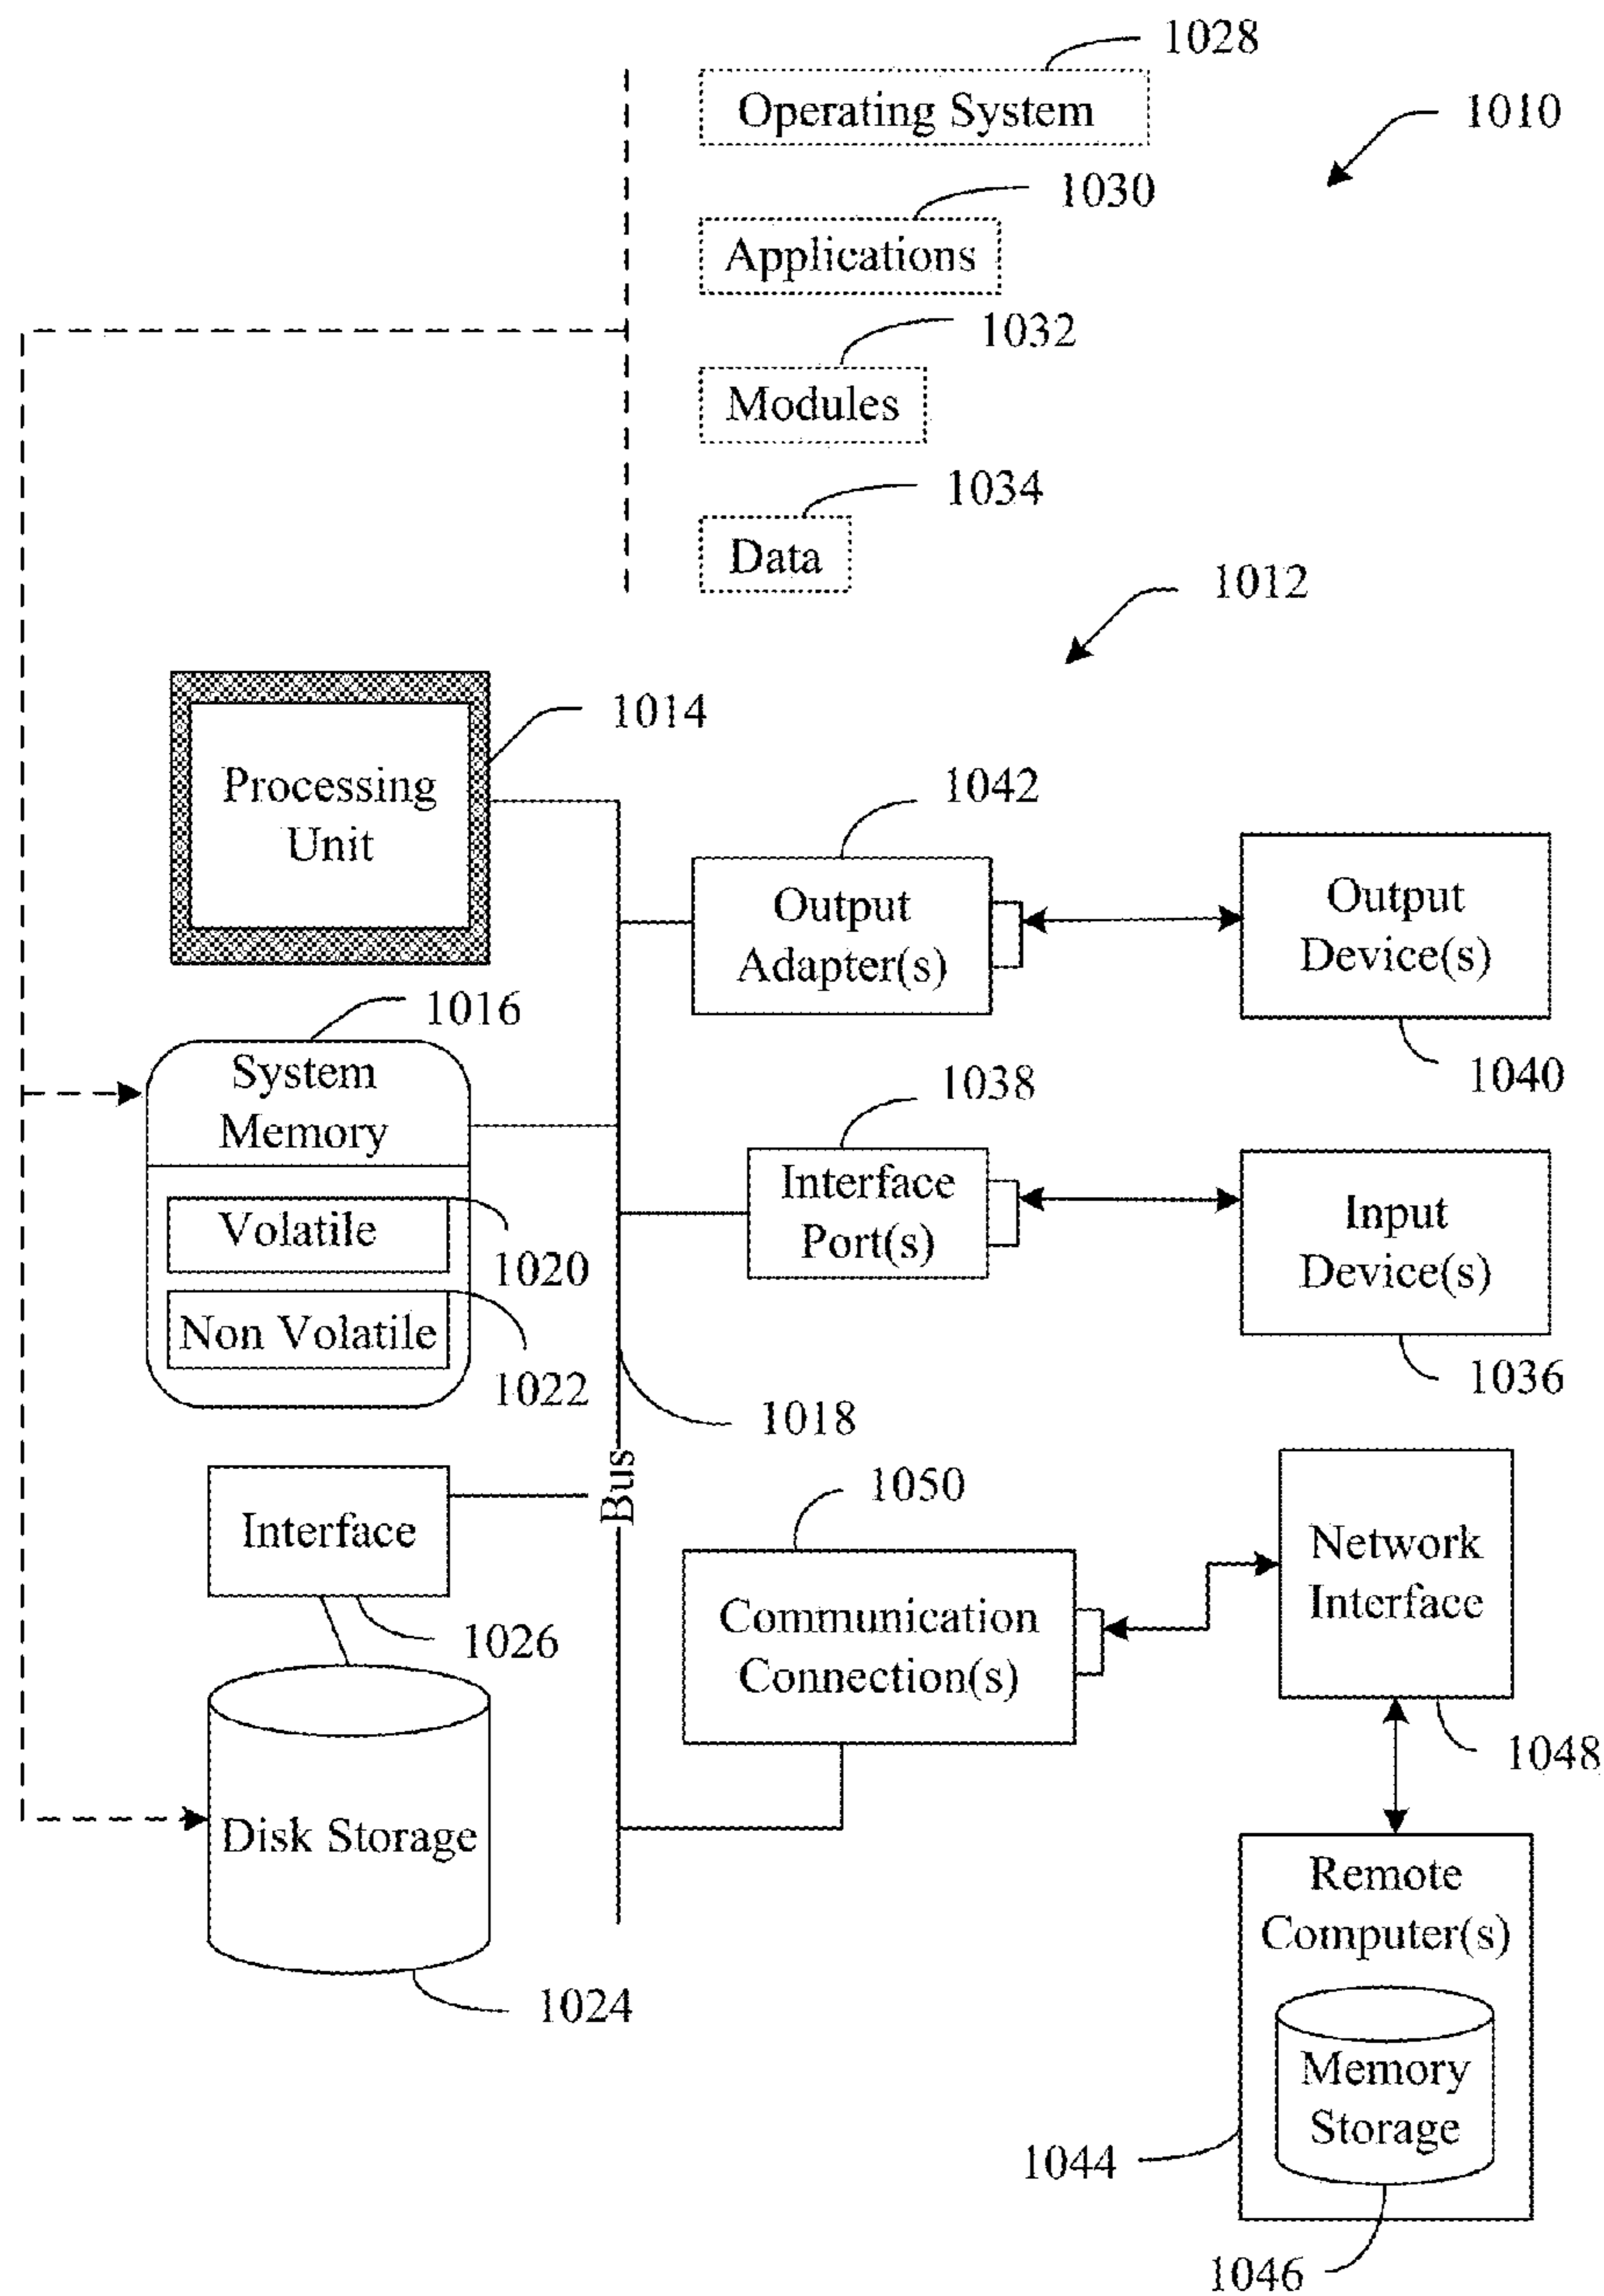 1028
Operating System
1010
1030
Applications
1032
Modules
1034
Data
1012
1014
Processing
Unit
1042
Output
Adapter(s)
Output
Device(s)
1040
1016
System
Memory
Volatile
1020
Non Volatile
1022
1038
Interface
Port(s)
Input
Device(s)
1036
1018
Bus
Interface
1026
1050
Communication
Connection(s)
Network
Interface
1048
Disk Storage
1024
Remote
Computer(s)
Memory
Storage
1044
1046